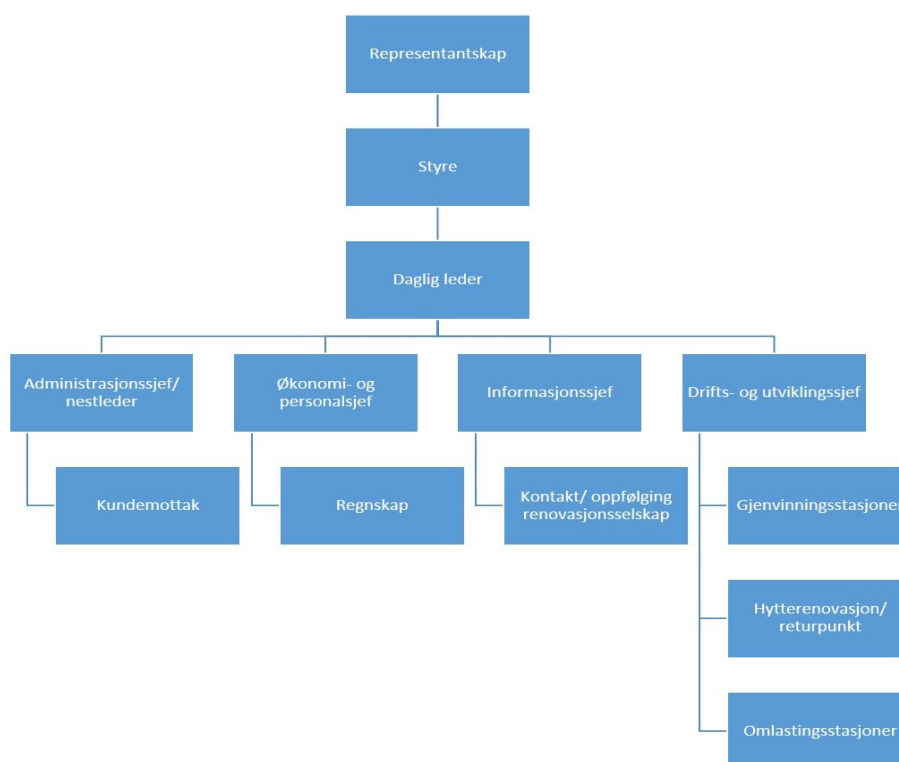 Representantskap
Styre
Daglig leder
Administrasjonssjef/
nestleder
Økonomi- og
personalsjef
Informasjonssjef
Drifts- og utviklingssjef
Kundemottak
Regnskap
Kontakt/ oppfølging
renovasjonsselskap
Gjenvinningsstasjoner
Hytterenovasjon/
returpunkt
Omlastingsstasjoner